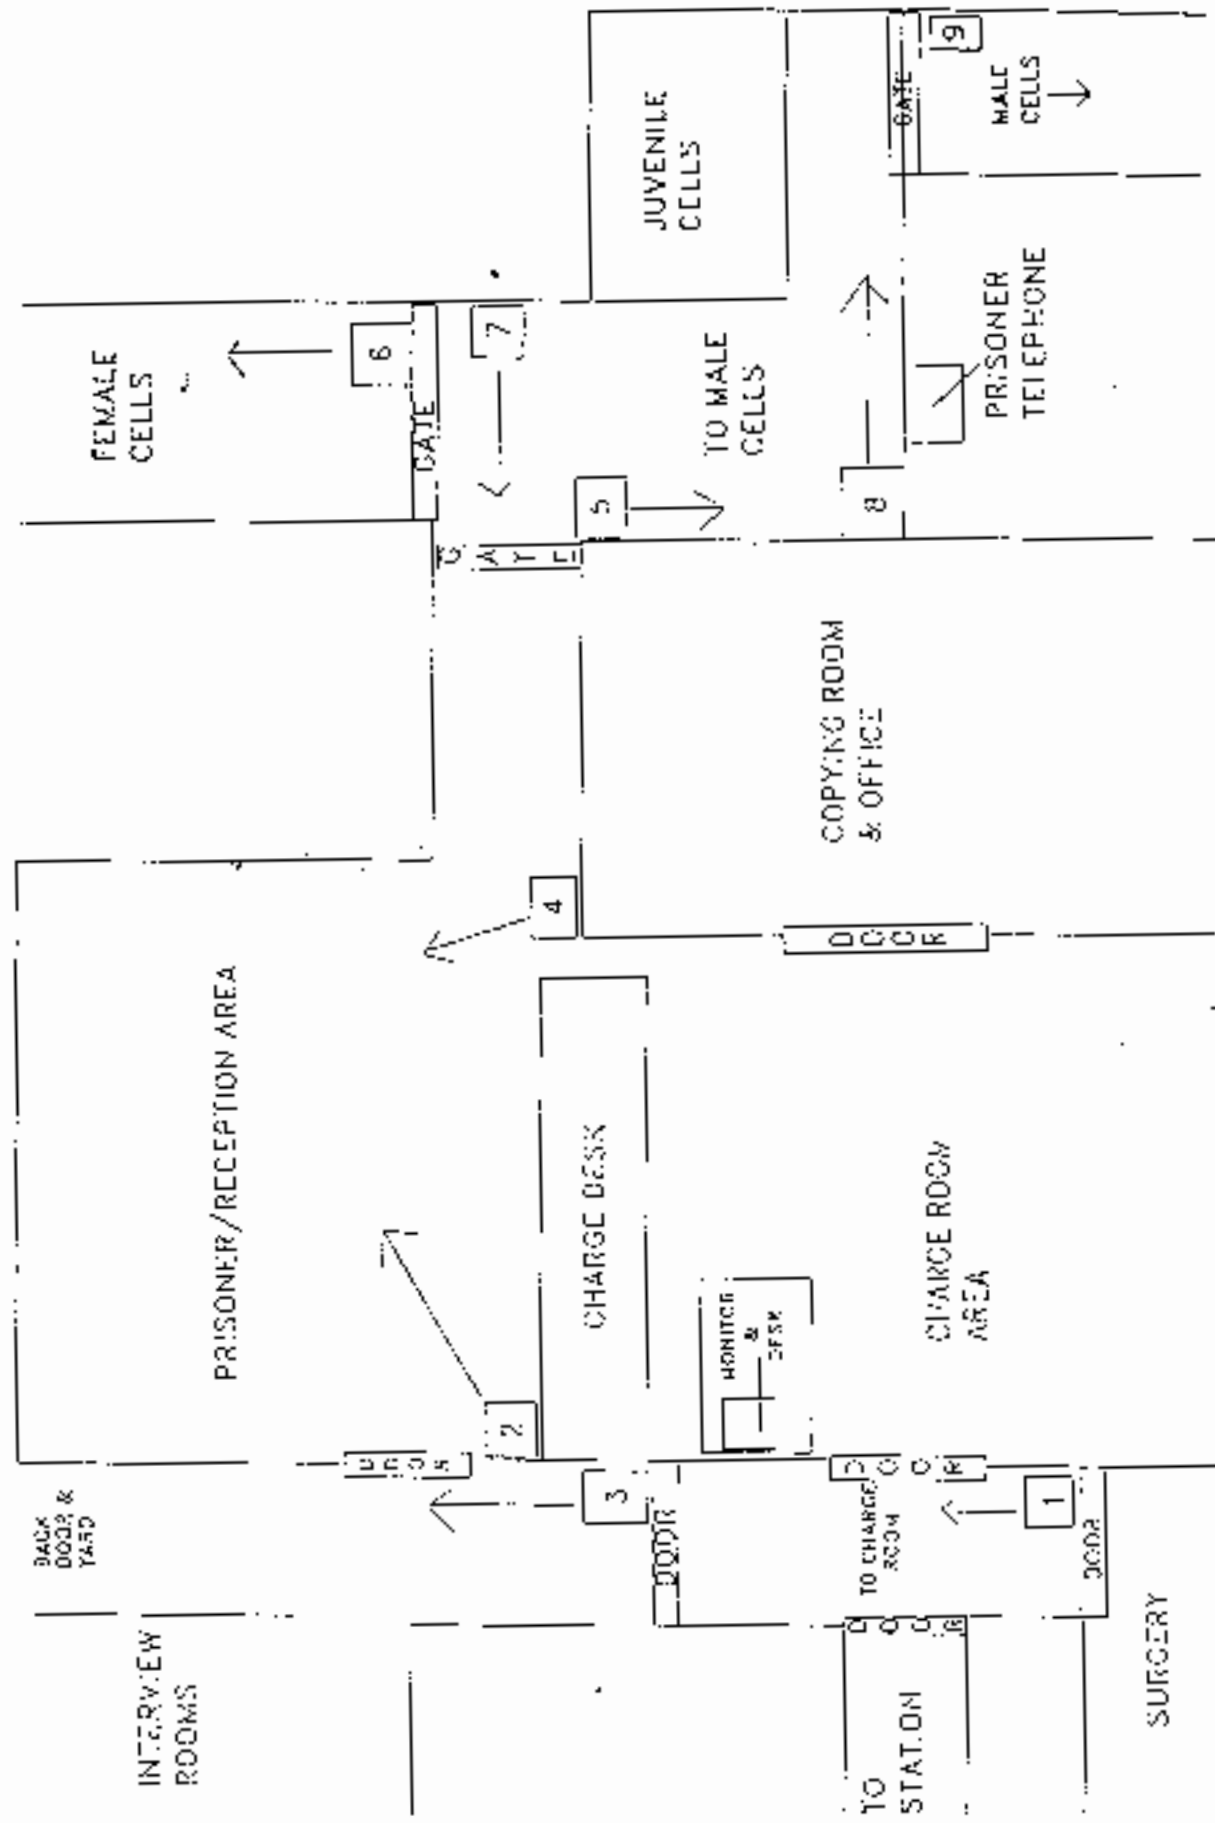 FEMALE
CELLS
6
GATE
7
JUVENILE
CELLS
GATE
9
MALE
CELLS
5
TO MALE
CELLS
8
PRISONER
TELEPHONE
GATE
COPYING ROOM
& OFFICE
4
DOOR
PRISONER/RECEPTION AREA
CHARGE DESK
MONITOR
&
DESK
CHARGE ROOM
AREA
2
DOOR
3
DOOR
DOOR
TO CHARGE
ROOM
1
DOOR
DOOR
BACK
DOOR &
YARD
INTERVIEW
ROOMS
TO
STATION
SURGERY